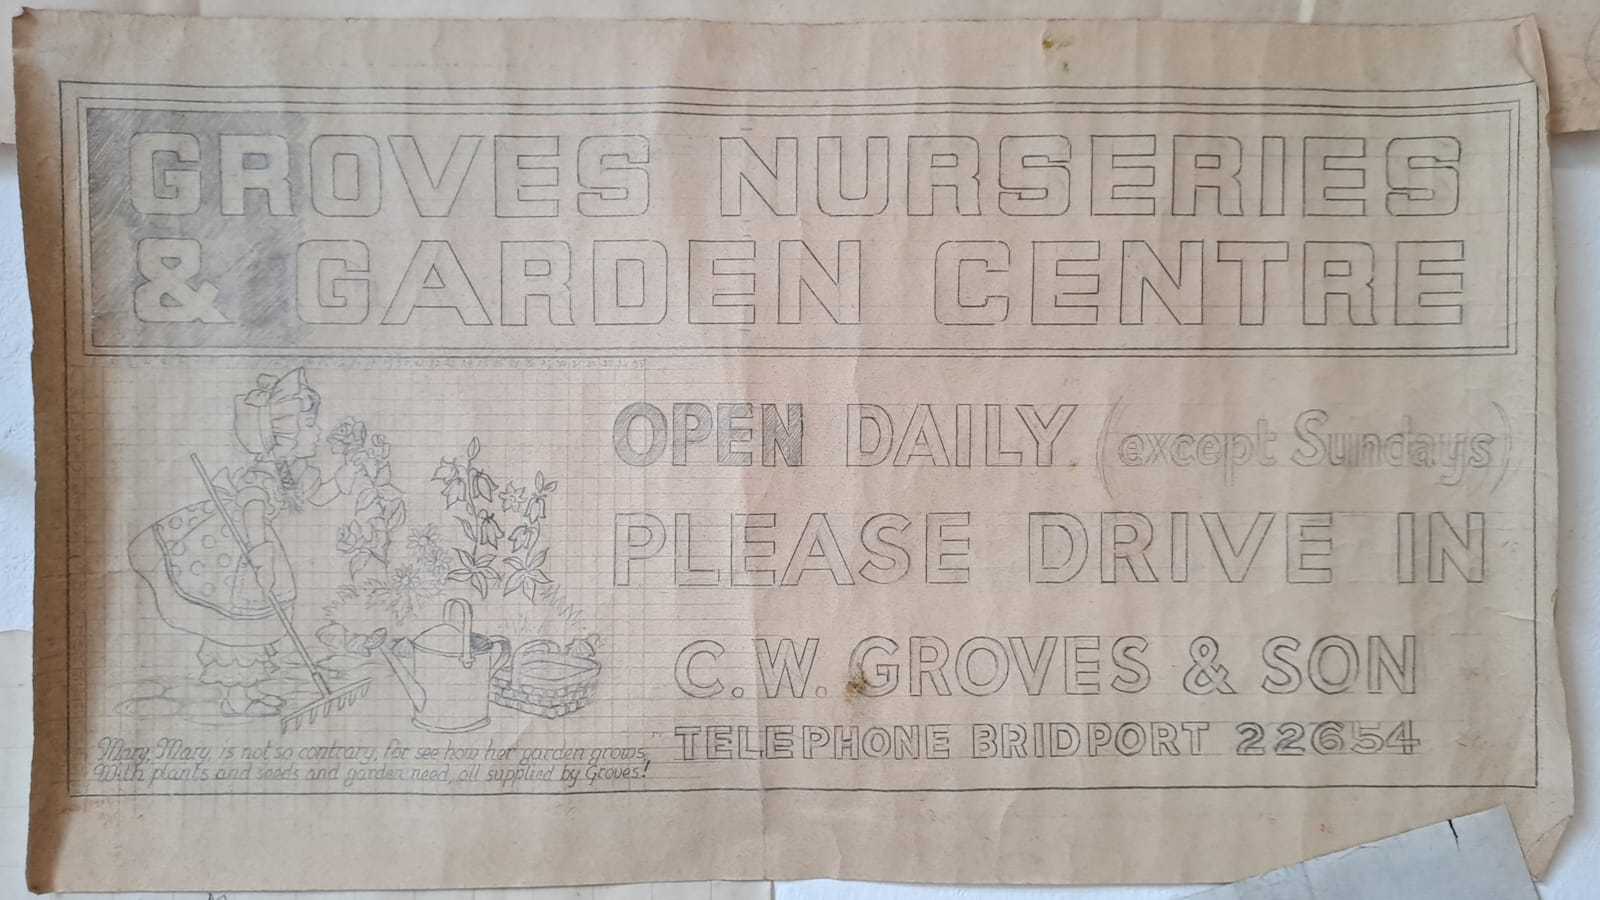 GROVES NURSERIES
& GARDEN CENTRE
OPEN DAILY (except Sundays)
PLEASE DRIVE IN
C.W. GROVES & SON
TELEPHONE BRIDPORT 22654
Mary, Mary, is not so contrary, for see how her garden grows,
With plants and seeds and garden need, all supplied by Groves!